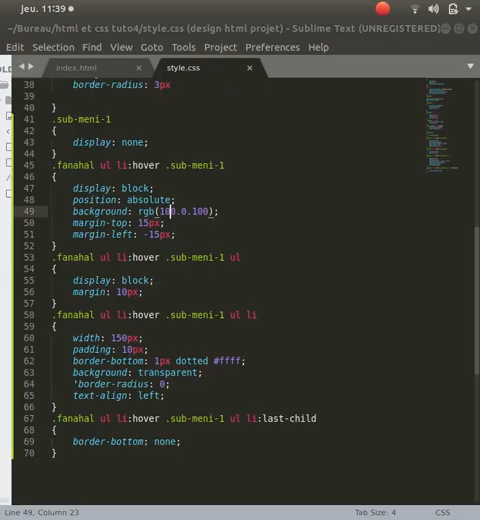 jeu. 11:39
~/Bureau/html et css tuto4/style.css (design html projet) - Sublime Text (UNREGISTERED)
Edit Selection Find View Goto Tools Project Preferences Help
index.html × style.css ×
38 border-radius: 3px
39
40 }
41 .sub-meni-1
42 {
43 display: none;
44 }
45 .fanahal ul li:hover .sub-meni-1
46 {
47 display: block;
48 position: absolute;
49 background: rgb(100.0.100);
50 margin-top: 15px;
51 margin-left: -15px;
52 }
53 .fanahal ul li:hover .sub-meni-1 ul
54 {
55 display: block;
56 margin: 10px;
57 }
58 .fanahal ul li:hover .sub-meni-1 ul li
59 {
60 width: 150px;
61 padding: 10px;
62 border-bottom: 1px dotted #ffff;
63 background: transparent;
64 'border-radius: 0;
65 text-align: left;
66 }
67 .fanahal ul li:hover .sub-meni-1 ul li:last-child
68 {
69 border-bottom: none;
70 }
Line 49, Column 23 Tab Size: 4 CSS